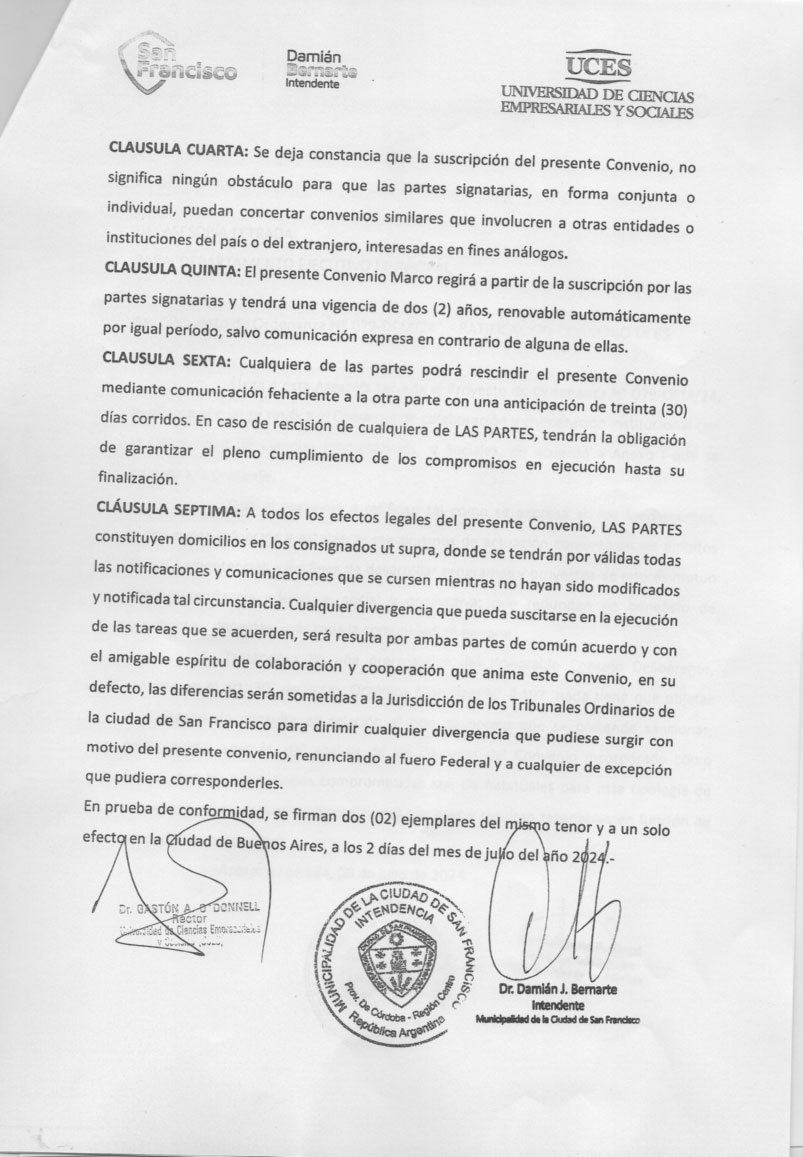 San
Francisco
Damián
Bernarte
Intendente
UCES
UNIVERSIDAD DE CIENCIAS
EMPRESARIALES Y SOCIALES
CLAUSULA CUARTA: Se deja constancia que la suscripción del presente Convenio, no
significa ningún obstáculo para que las partes signatarias, en forma conjunta o
individual, puedan concertar convenios similares que involucren a otras entidades o
instituciones del país o del extranjero, interesadas en fines análogos.
CLAUSULA QUINTA: El presente Convenio Marco regirá a partir de la suscripción por las
partes signatarias y tendrá una vigencia de dos (2) años, renovable automáticamente
por igual período, salvo comunicación expresa en contrario de alguna de ellas.
CLAUSULA SEXTA: Cualquiera de las partes podrá rescindir el presente Convenio
mediante comunicación fehaciente a la otra parte con una anticipación de treinta (30)
días corridos. En caso de rescisión de cualquiera de LAS PARTES, tendrán la obligación
de garantizar el pleno cumplimiento de los compromisos en ejecución hasta su
finalización.
CLÁUSULA SEPTIMA: A todos los efectos legales del presente Convenio, LAS PARTES
constituyen domicilios en los consignados ut supra, donde se tendrán por válidas todas
las notificaciones y comunicaciones que se cursen mientras no hayan sido modificados
y notificada tal circunstancia. Cualquier divergencia que pueda suscitarse en la ejecución
de las tareas que se acuerden, será resulta por ambas partes de común acuerdo y con
el amigable espíritu de colaboración y cooperación que anima este Convenio, en su
defecto, las diferencias serán sometidas a la Jurisdicción de los Tribunales Ordinarios de
la ciudad de San Francisco para dirimir cualquier divergencia que pudiese surgir con
motivo del presente convenio, renunciando al fuero Federal y a cualquier de excepción
que pudiera corresponderles.
En prueba de conformidad, se firman dos (02) ejemplares del mismo tenor y a un solo
efecto en la Ciudad de Buenos Aires, a los 2 días del mes de julio del año 2024.-
Dr. GASTÓN A. O'DONNELL
Rector
Universidad de Ciencias Empresariales
y Sociales (UCES)
MUNICIPALIDAD DE LA CIUDAD DE SAN FRANCISCO
INTENDENCIA
Prov. De Córdoba - Región Centro
República Argentina
Dr. Damián J. Bernarte
Intendente
Municipalidad de la Ciudad de San Francisco